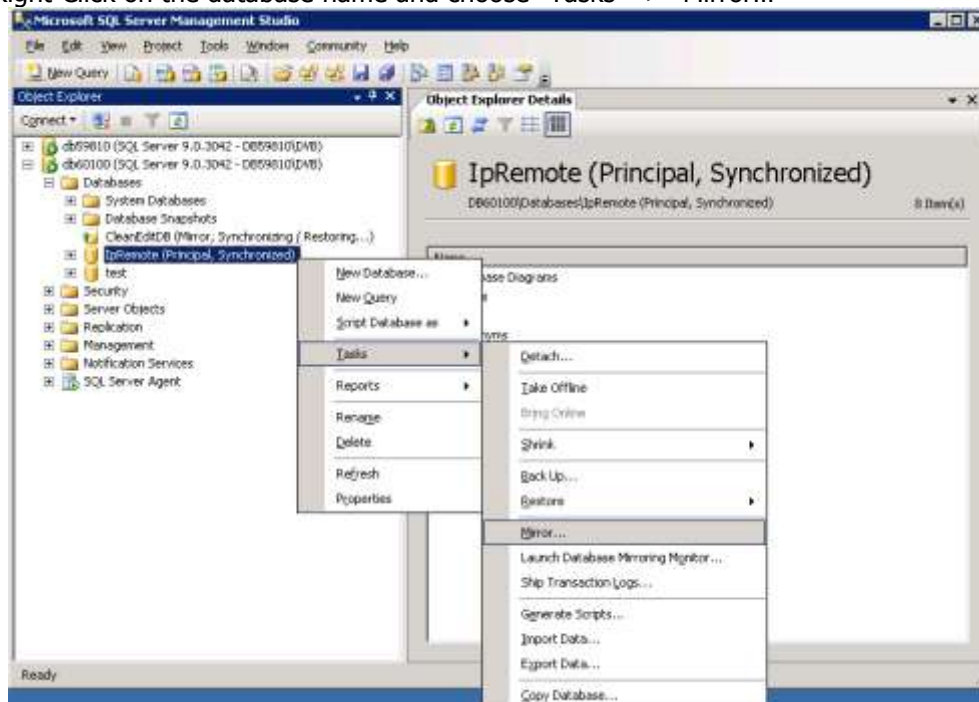 Right Click on the database name and choose "Tasks" -> "Mirror..."
Microsoft SQL Server Management Studio
File Edit View Project Tools Window Community Help
New Query
Object Explorer
Connect
db59810 (SQL Server 9.0.3042 - DB59810\DVB)
db60100 (SQL Server 9.0.3042 - DB59810\DVB)
Databases
System Databases
Database Snapshots
CleanEditDB (Mirror, Synchronizing / Restoring...)
IpRemote (Principal, Synchronized)
test
Security
Server Objects
Replication
Management
Notification Services
SQL Server Agent
Object Explorer Details
IpRemote (Principal, Synchronized)
DB60100\Databases\IpRemote (Principal, Synchronized)
8 Item(s)
Name
ase Diagrams
nyms
New Database...
New Query
Script Database as
Tasks
Reports
Rename
Delete
Refresh
Properties
Detach...
Take Offline
Bring Online
Shrink
Back Up...
Restore
Mirror...
Launch Database Mirroring Monitor...
Ship Transaction Logs...
Generate Scripts...
Import Data...
Export Data...
Copy Database...
Ready